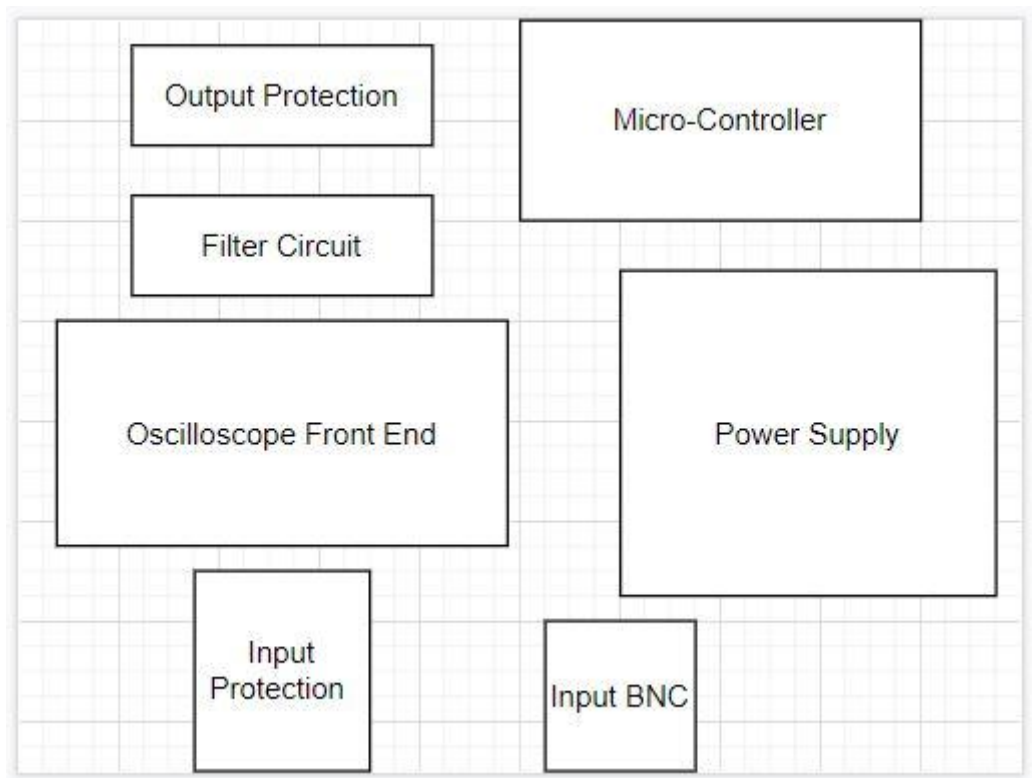 Output Protection
Micro-Controller
Filter Circuit
Oscilloscope Front End
Power Supply
Input
Protection
Input BNC